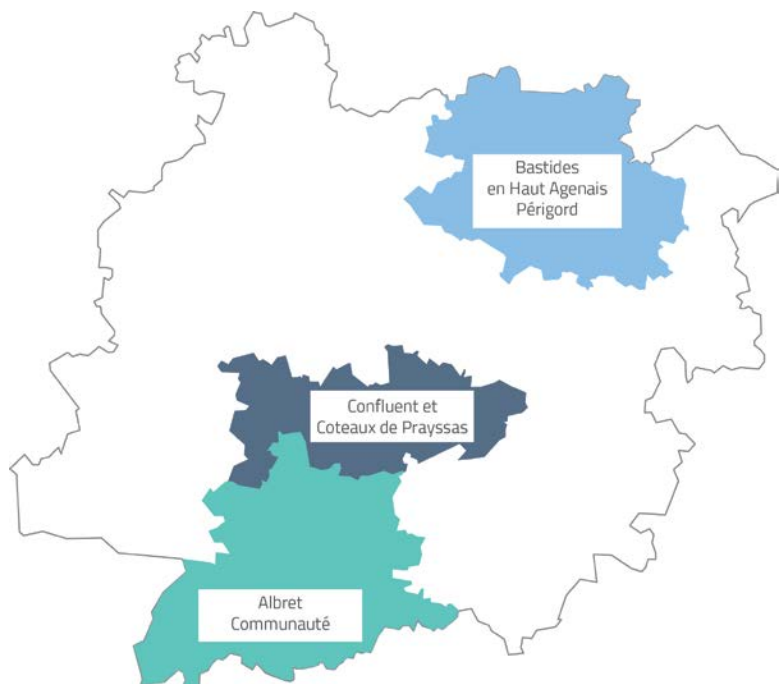 Bastides
en Haut Agenais
Périgord
Confluent et
Coteaux de Prayssas
Albret
Communauté